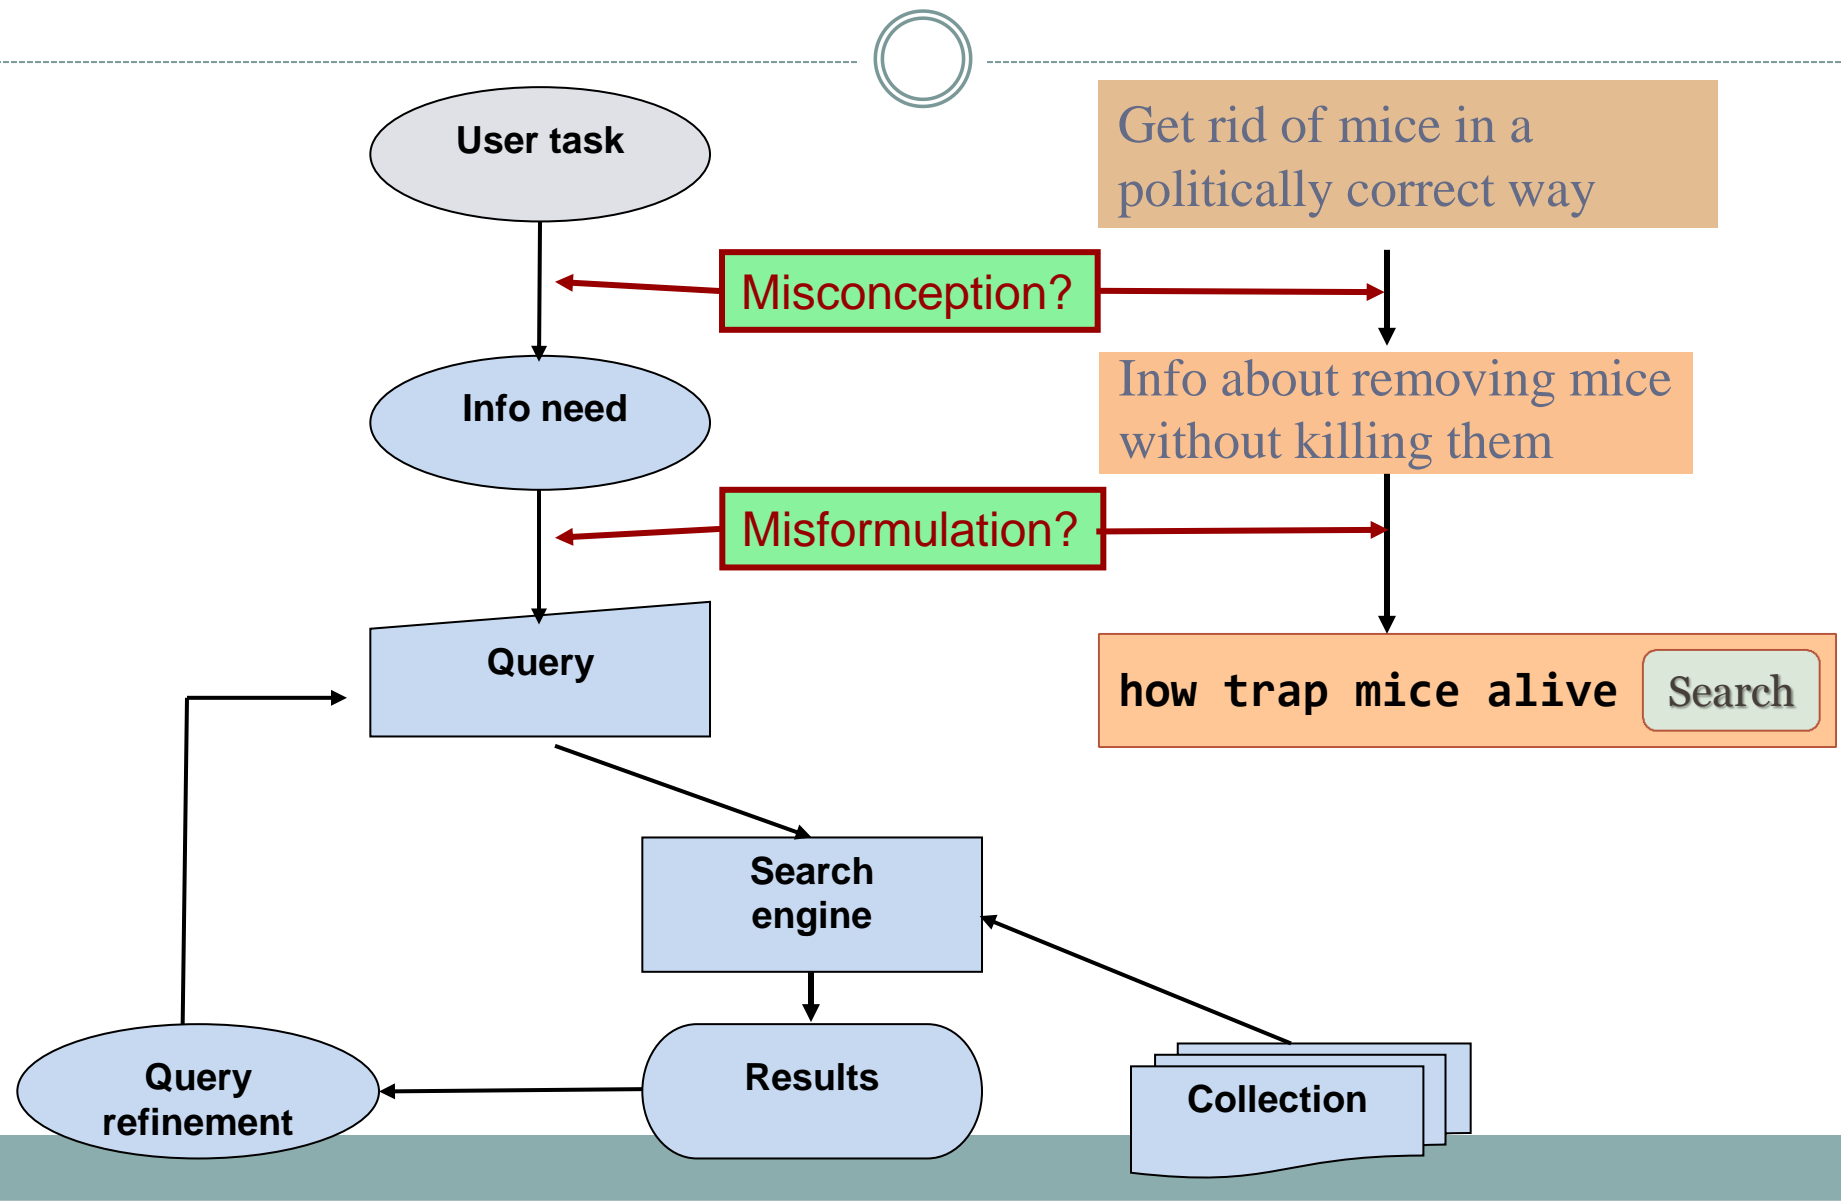 User task
Get rid of mice in a
politically correct way
Misconception?
Info need
Info about removing mice
without killing them
Misformulation?
Query
how trap mice alive
Search
Search
engine
Results
Query
refinement
Collection